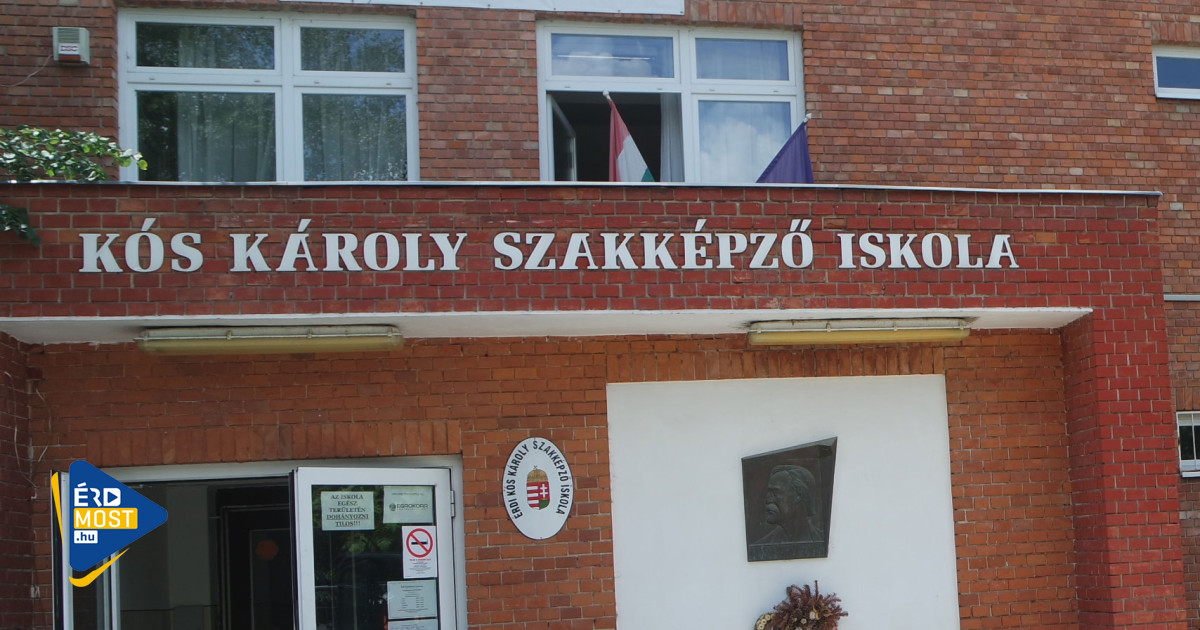 KÓS KÁROLY SZAKKÉPZŐ ISKOLA
ÉRDI KÓS KÁROLY SZAKKÉPZŐ ISKOLA
AZ ISKOLA
EGÉSZ
TERÜLETÉN
DOHÁNYOZNI
TILOS!!!
ÉRD
MOST
.hu